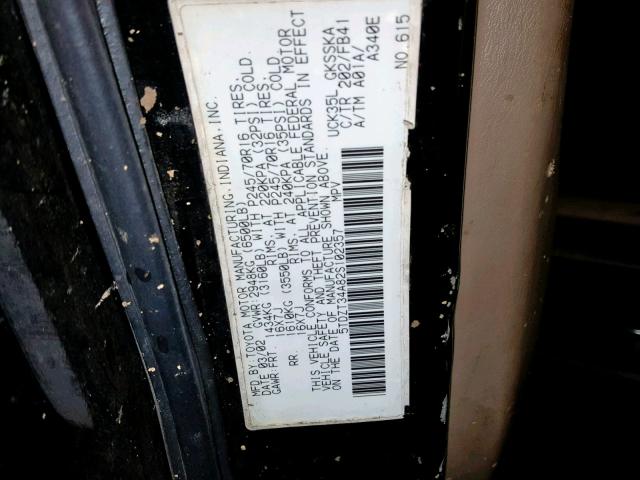 MFD.BY:TOYOTA MOTOR MANUFACTURING,INDIANA,INC.
DATE:03/02 GVWR:2948KG(6500LB)
GAWR:FRT. 1434KG (3160LB) WITH P245/70R16 TIRES,
16X7J RIMS, AT 220KPA (32PSI) COLD.
RR. 1610KG (3550LB) WITH P245/70R16 TIRES,
16X7J RIMS, AT 240KPA (35PSI) COLD.
THIS VEHICLE CONFORMS TO ALL APPLICABLE FEDERAL MOTOR
VEHICLE SAFETY AND THEFT PREVENTION STANDARDS IN EFFECT
ON THE DATE OF MANUFACTURE SHOWN ABOVE.
5TDZT34A82S102357 MPV
UCK35L GKSSKA
C/TR 202/FB41
A/TM A01A/
A340E
NO.615